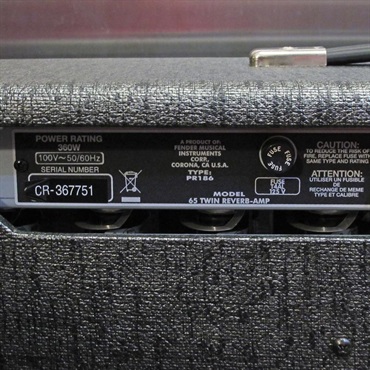 POWER RATING
360W
100V~50/60Hz
SERIAL NUMBER
CR-367751
A PRODUCT OF:
FENDER MUSICAL
INSTRUMENTS
CORP.
CORONA, CA U.S.A.
TYPE:
PR186
MODEL
65 TWIN REVERB-AMP
FUSE FUSE
125 V
CAUTION:
TO REDUCE THE RISK OF
FIRE, REPLACE FUSE WITH
SAME TYPE AND RATING
ATTENTION:
UTILISER UN FUSIBLE
DE
RECHANGE DE MEME
TYPE ET CALIBRE